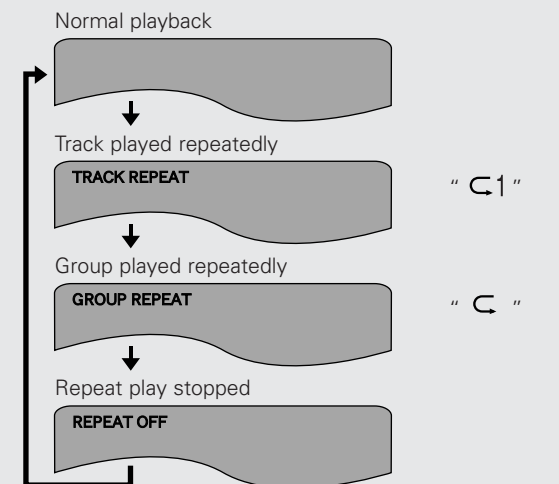 Normal playback
Track played repeatedly
TRACK REPEAT
" ⊂1 "
Group played repeatedly
GROUP REPEAT
" ⊂ "
Repeat play stopped
REPEAT OFF